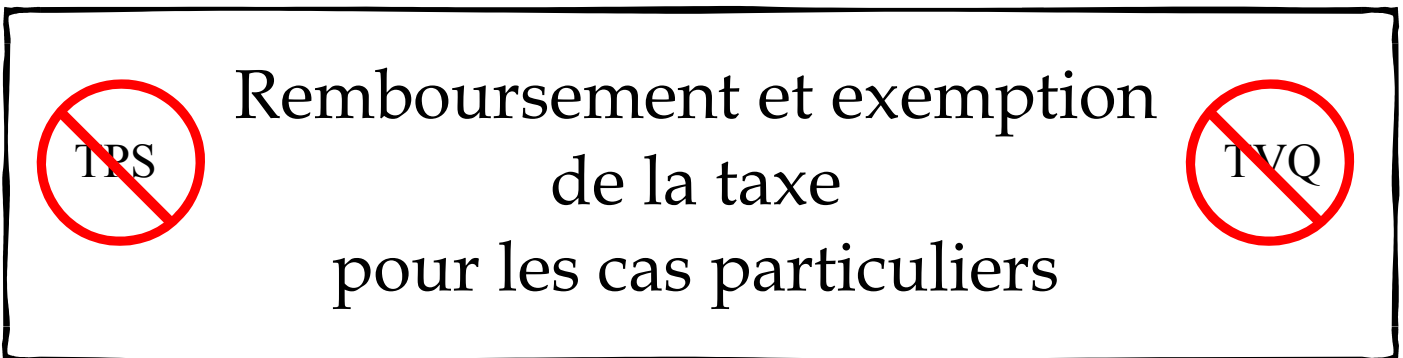 Remboursement et exemption
TPS
TVQ
de la taxe
pour les cas particuliers